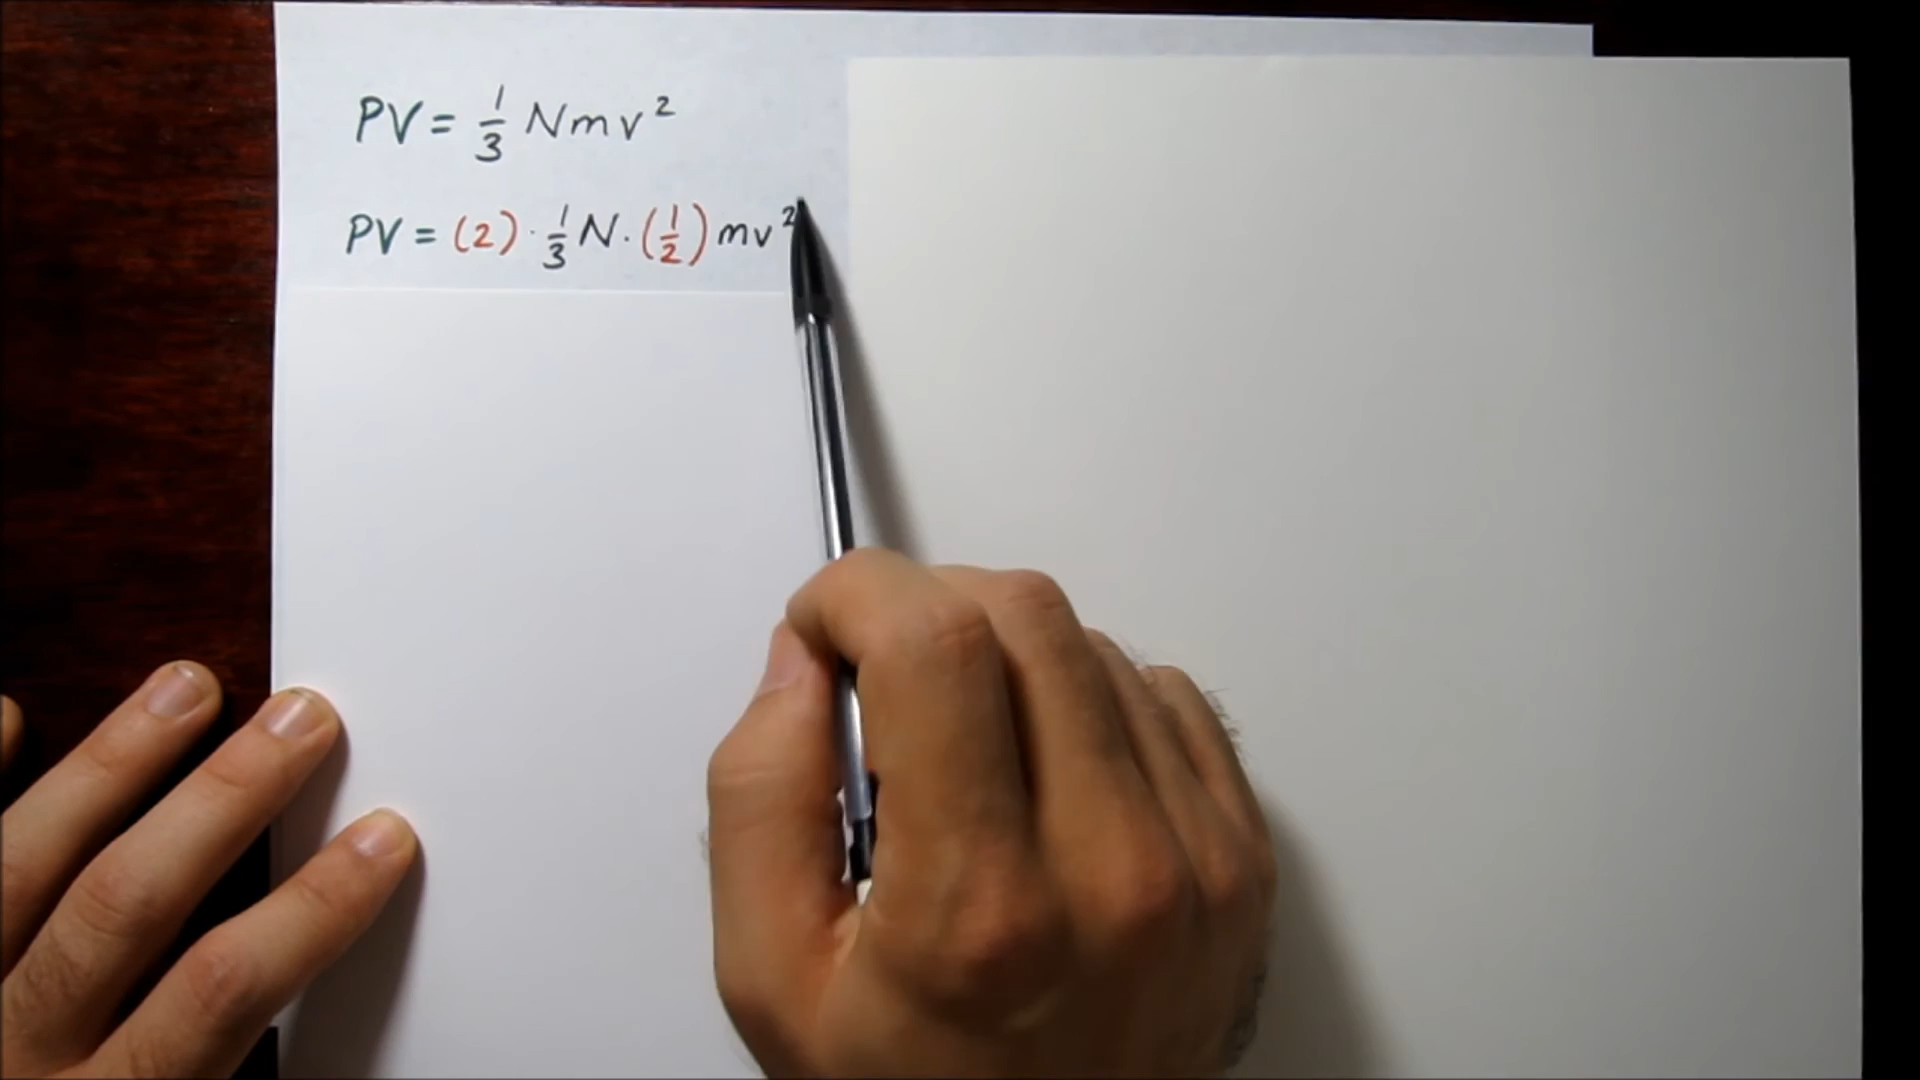 PV = 1/3 Nmv²
PV = (2) · 1/3 N · (1/2) mv²